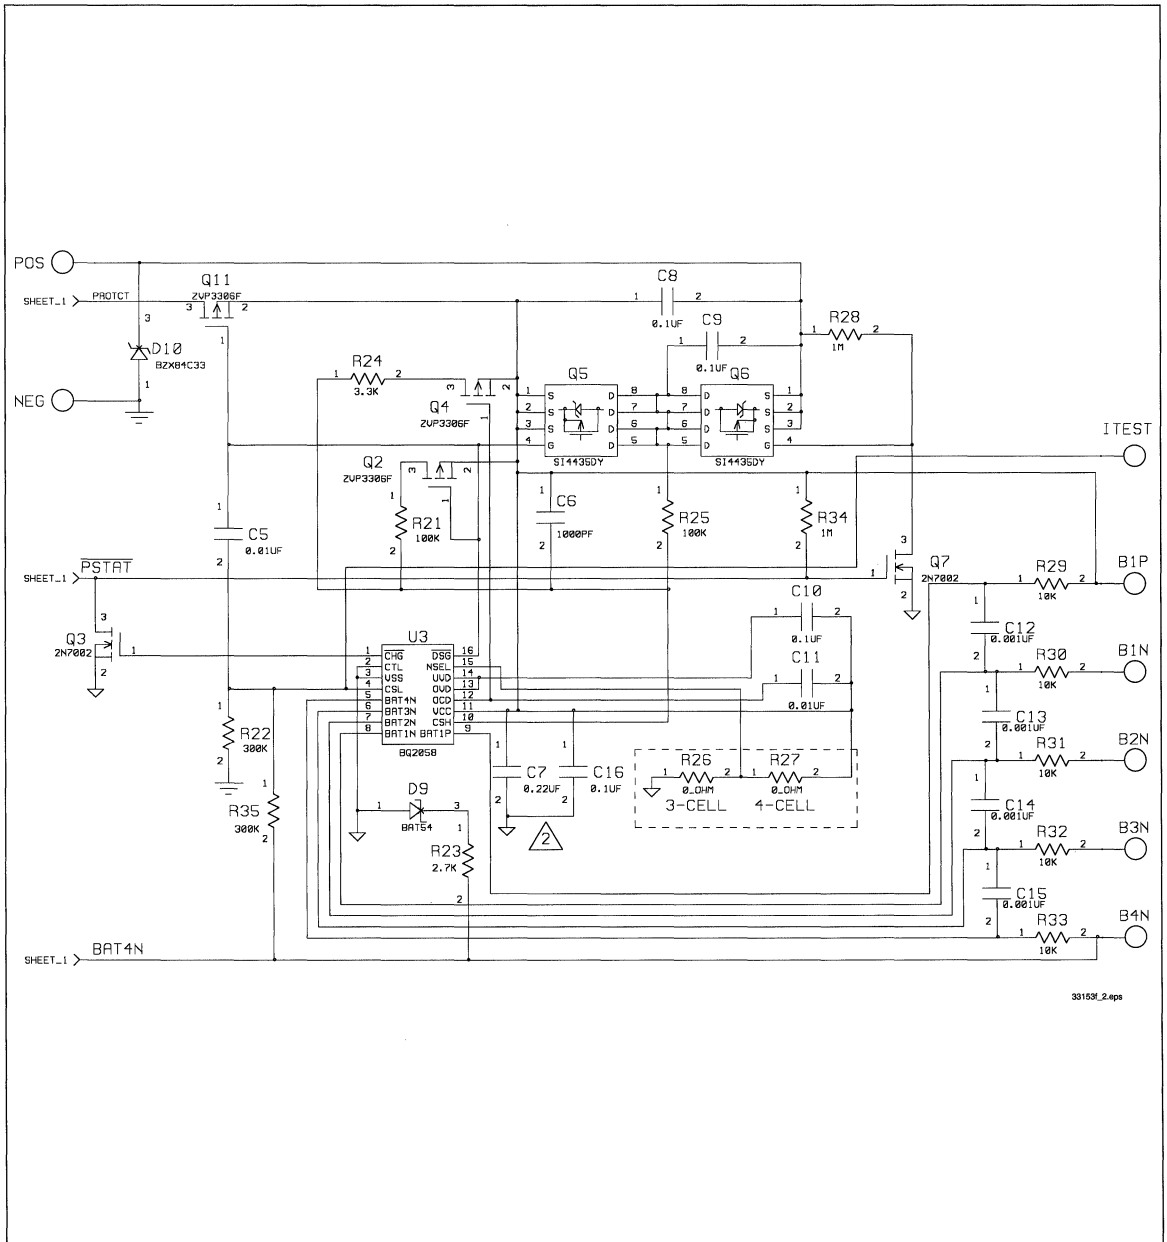 POS
SHEET_1
PROTCT
Q11
ZVP3306F
3 2
1
3
D10
BZX84C33
1
NEG
C8
1 2
0.1UF
C9
1 2
0.1UF
1 R28 2
1M
R24
1 2
3.3K
3 2
Q4
ZVP3306F
1
Q5
1 S D 8
2 S D 7
3 S D 6
4 G D 5
SI4435DY
Q6
8 D S 1
7 D S 2
6 D S 3
5 D G 4
SI4435DY
ITEST
Q2
ZVP3306F
3 2
1
1
R21
100K
2
1
C6
1000PF
2
1
R25
100K
2
1
R34
1M
2
1
C5
0.01UF
2
SHEET_1
PSTAT
3
Q7
1
2N7002
2
1 R29 2
10K
B1P
C10
1 2
0.1UF
C11
1 2
0.01UF
3
Q3
2N7002
1
2
U3
1 CHG DSG 16
2 CTL NSEL 15
3 VSS UVD 14
4 CSL OVD 13
5 BAT4N OCD 12
6 BAT3N VCC 11
7 BAT2N CSH 10
8 BAT1N BAT1P 9
BQ2058
1
C12
0.001UF
2
1 R30 2
10K
B1N
1
C13
0.001UF
2
1 R31 2
10K
B2N
1
R22
300K
2
1
C7
0.22UF
2
1
C16
0.1UF
2
1 R26 2
0_OHM
3-CELL
R27
2
0_OHM
4-CELL
2
1
R35
300K
2
D9
1 3
BAT54
1
R23
2.7K
2
1
C14
0.001UF
2
1 R32 2
10K
B3N
1
C15
0.001UF
2
1 R33 2
10K
B4N
SHEET_1
BAT4N
33153f_2.eps